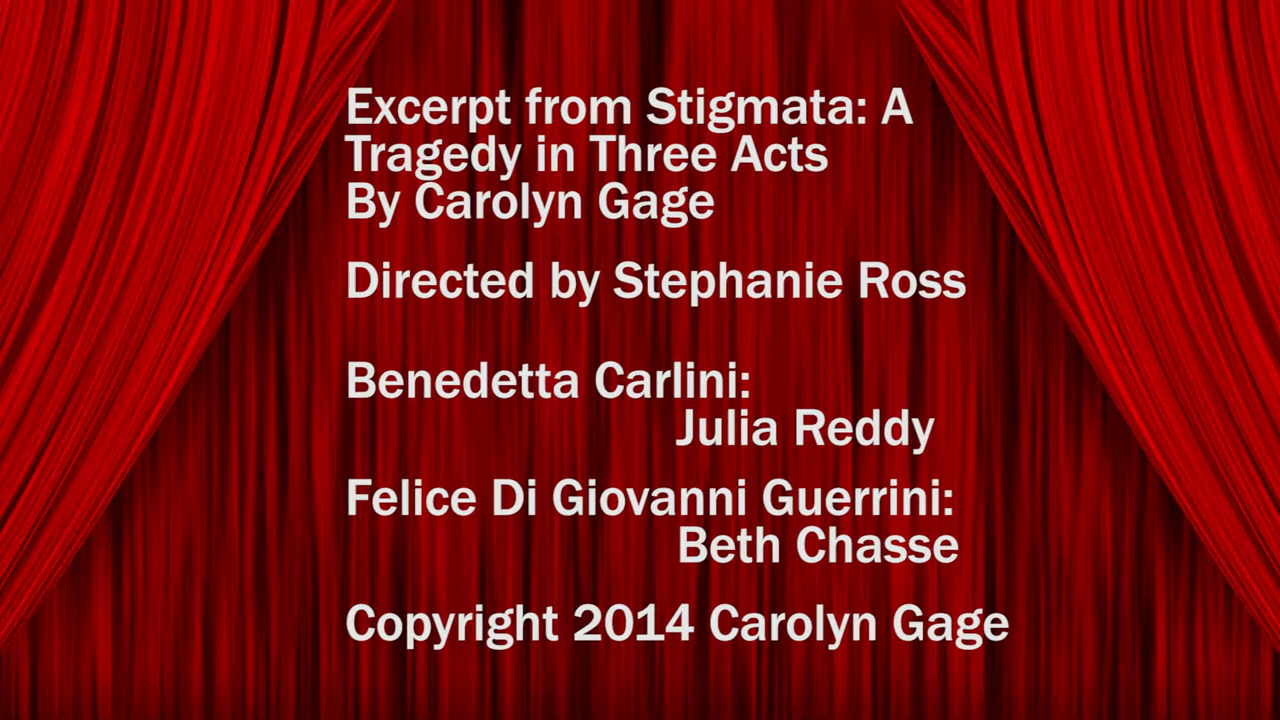 Excerpt from Stigmata: A
Tragedy in Three Acts
By Carolyn Gage
Directed by Stephanie Ross
Benedetta Carlini:
Julia Reddy
Felice Di Giovanni Guerrini:
Beth Chasse
Copyright 2014 Carolyn Gage